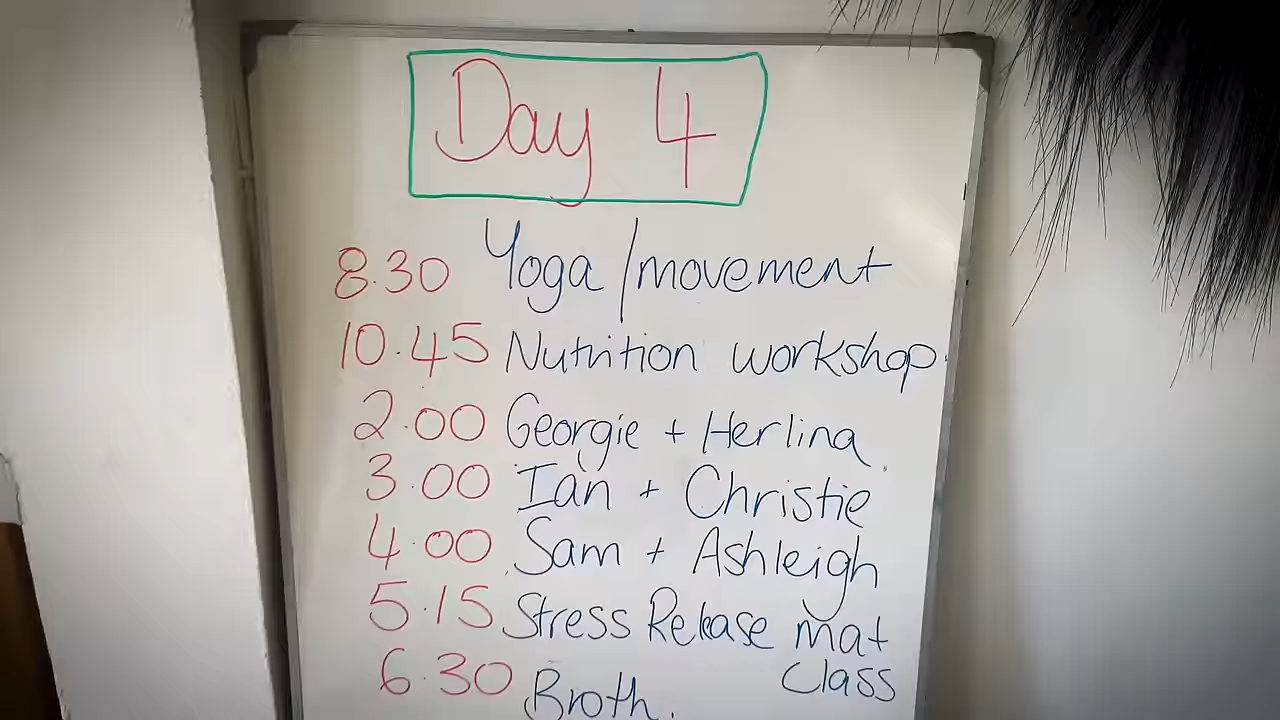 Day 4
8.30 Yoga/movement
10.45 Nutrition workshop
2.00 Georgie + Herlina
3.00 Ian + Christie
4.00 Sam + Ashleigh
5.15 Stress Release mat
class
6.30 Broth.